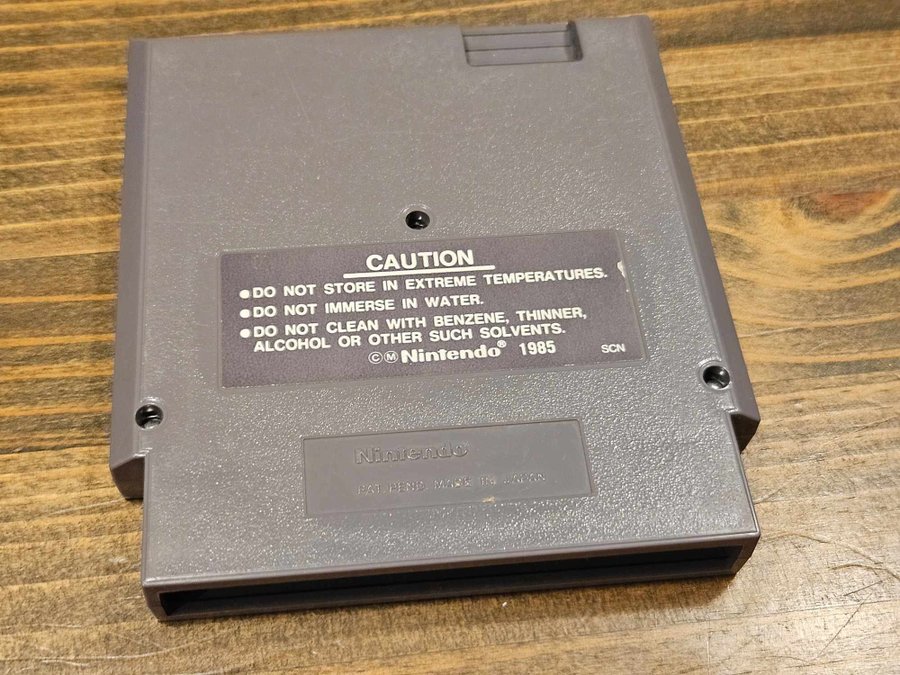 CAUTION
●DO NOT STORE IN EXTREME TEMPERATURES.
●DO NOT IMMERSE IN WATER.
●DO NOT CLEAN WITH BENZENE, THINNER,
ALCOHOL OR OTHER SUCH SOLVENTS.
ⒸⓂNintendo® 1985 SCN
Nintendo
PAT. PEND. MADE IN JAPAN